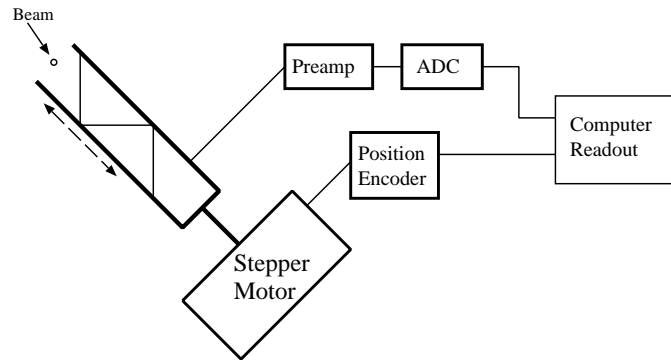 Beam
Preamp
ADC
Computer
Readout
Position
Encoder
Stepper
Motor